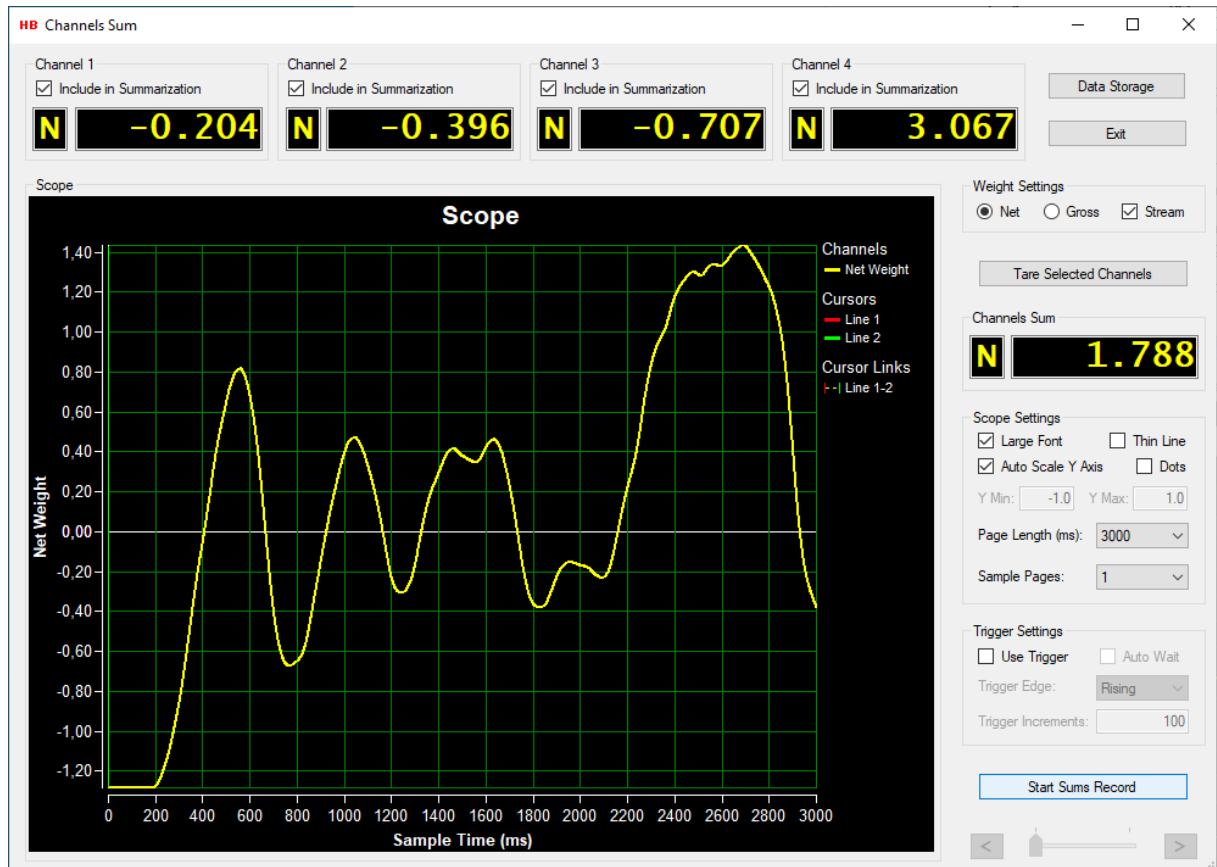 HB Channels Sum
Channel 1
Include in Summarization
N -0.204
Channel 2
Include in Summarization
N -0.396
Channel 3
Include in Summarization
N -0.707
Channel 4
Include in Summarization
N 3.067
Data Storage
Exit
Scope
Scope
Net Weight
1,40
1,20
1,00
0,80
0,60
0,40
0,20
0,00
-0,20
-0,40
-0,60
-0,80
-1,00
-1,20
0 200 400 600 800 1000 1200 1400 1600 1800 2000 2200 2400 2600 2800 3000
Sample Time (ms)
Channels
Net Weight
Cursors
Line 1
Line 2
Cursor Links
Line 1-2
Weight Settings
Net Gross Stream
Tare Selected Channels
Channels Sum
N 1.788
Scope Settings
Large Font Thin Line
Auto Scale Y Axis Dots
Y Min: -1.0 Y Max: 1.0
Page Length (ms): 3000
Sample Pages: 1
Trigger Settings
Use Trigger Auto Wait
Trigger Edge: Rising
Trigger Increments: 100
Start Sums Record
< >